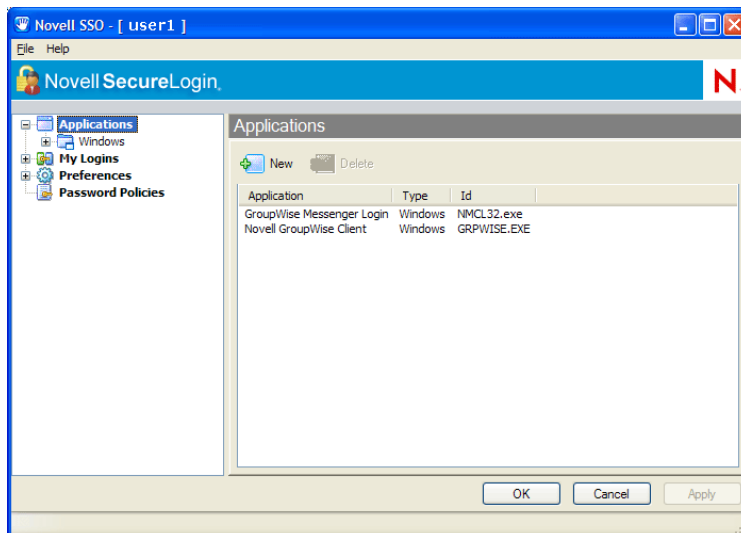 Novell SSO - [ user1 ]
File Help
Novell SecureLogin.
N
Applications
Windows
My Logins
Preferences
Password Policies
Applications
New Delete
Application Type Id
GroupWise Messenger Login Windows NMCL32.exe
Novell GroupWise Client Windows GRPWISE.EXE
OK Cancel Apply